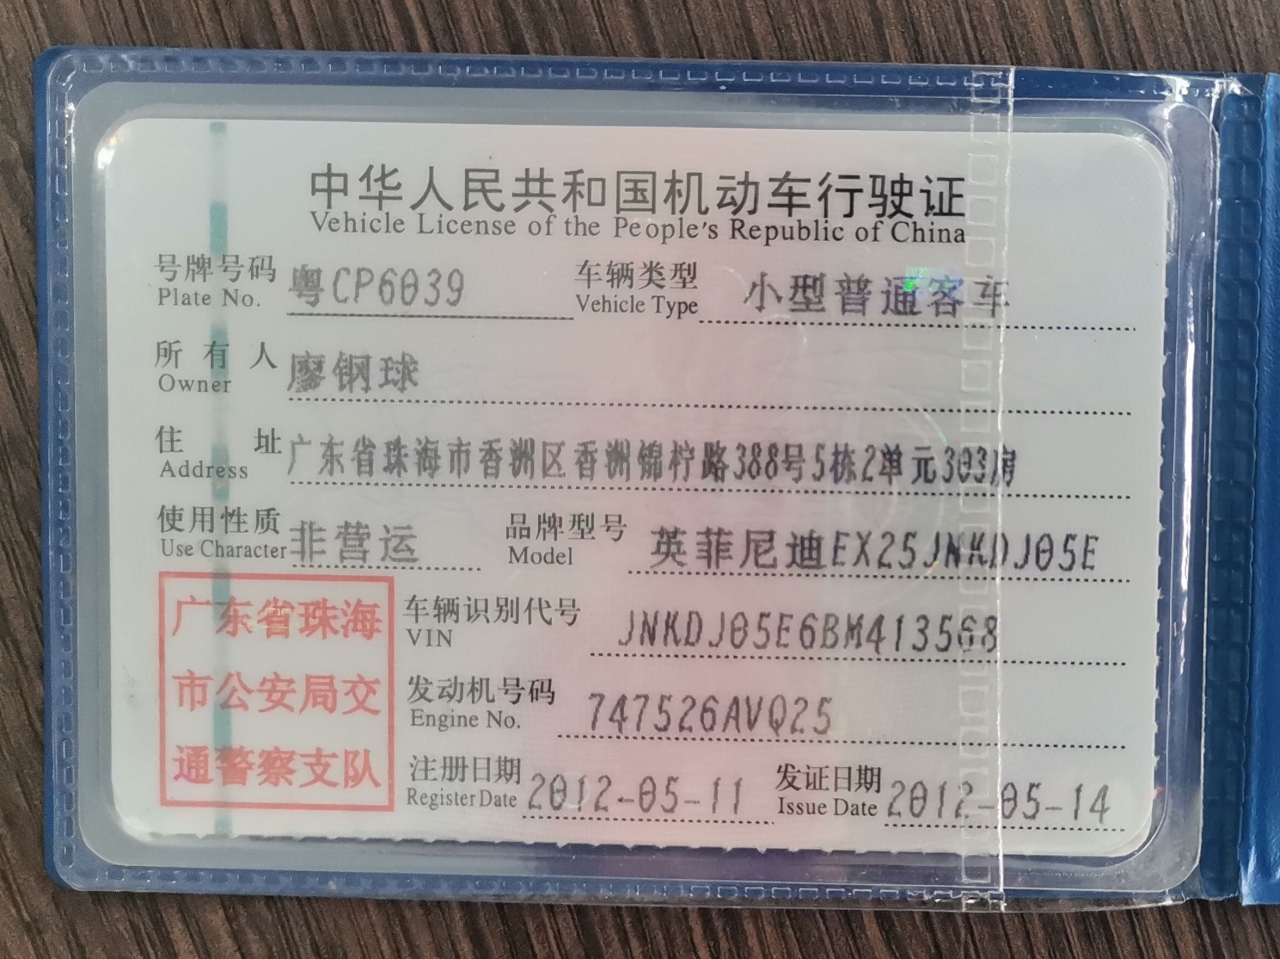 中华人民共和国机动车行驶证
Vehicle License of the People's Republic of China
号牌号码 粤CP6039 车辆类型 小型普通客车
Plate No. Vehicle Type
所有人 廖钢球
Owner
住址 广东省珠海市香洲区香洲锦柠路388号5栋2单元303房
Address
使用性质 非营运 品牌型号 英菲尼迪EX25JNKDJ05E
Use Character Model
广东省珠海
市公安局交
通警察支队
车辆识别代号 JNKDJ05E6BM413568
VIN
发动机号码 747526AVQ25
Engine No.
注册日期 2012-05-11 发证日期 2012-05-14
Register Date Issue Date